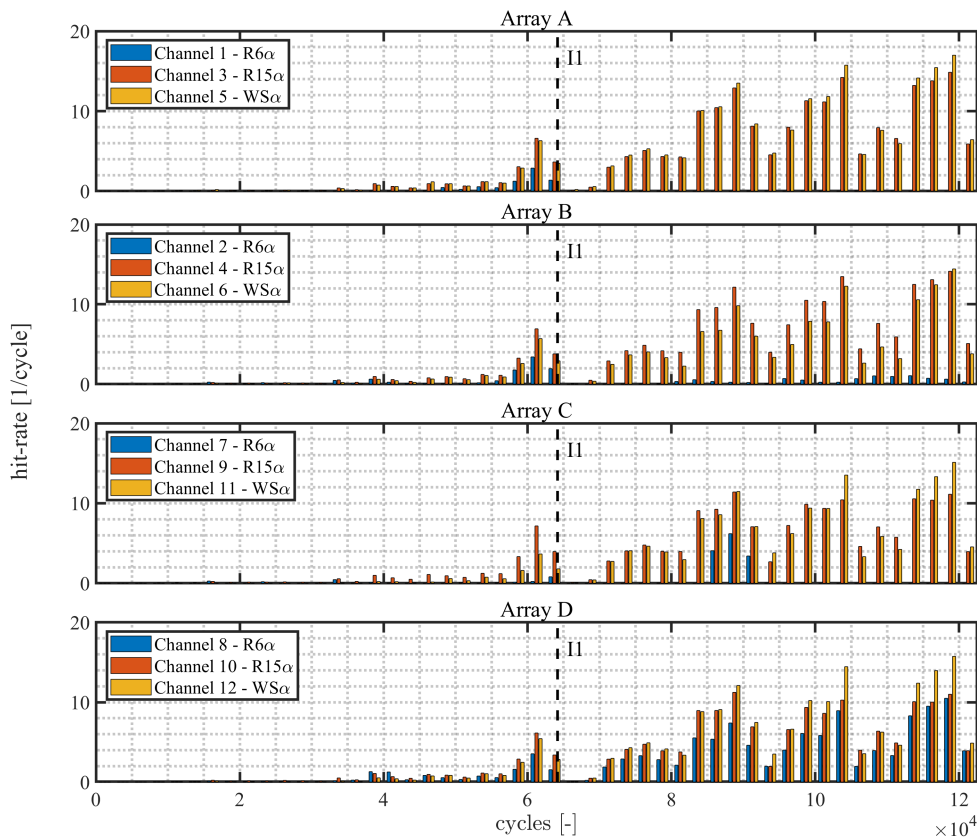 Array A
20
10
0
Channel 1 - R6α
Channel 3 - R15α
Channel 5 - WSα
I1
Array B
20
10
0
Channel 2 - R6α
Channel 4 - R15α
Channel 6 - WSα
I1
hit-rate [1/cycle]
Array C
20
10
0
Channel 7 - R6α
Channel 9 - R15α
Channel 11 - WSα
I1
Array D
20
10
0
Channel 8 - R6α
Channel 10 - R15α
Channel 12 - WSα
I1
0 2 4 6 8 10 12
cycles [-]
×10⁴